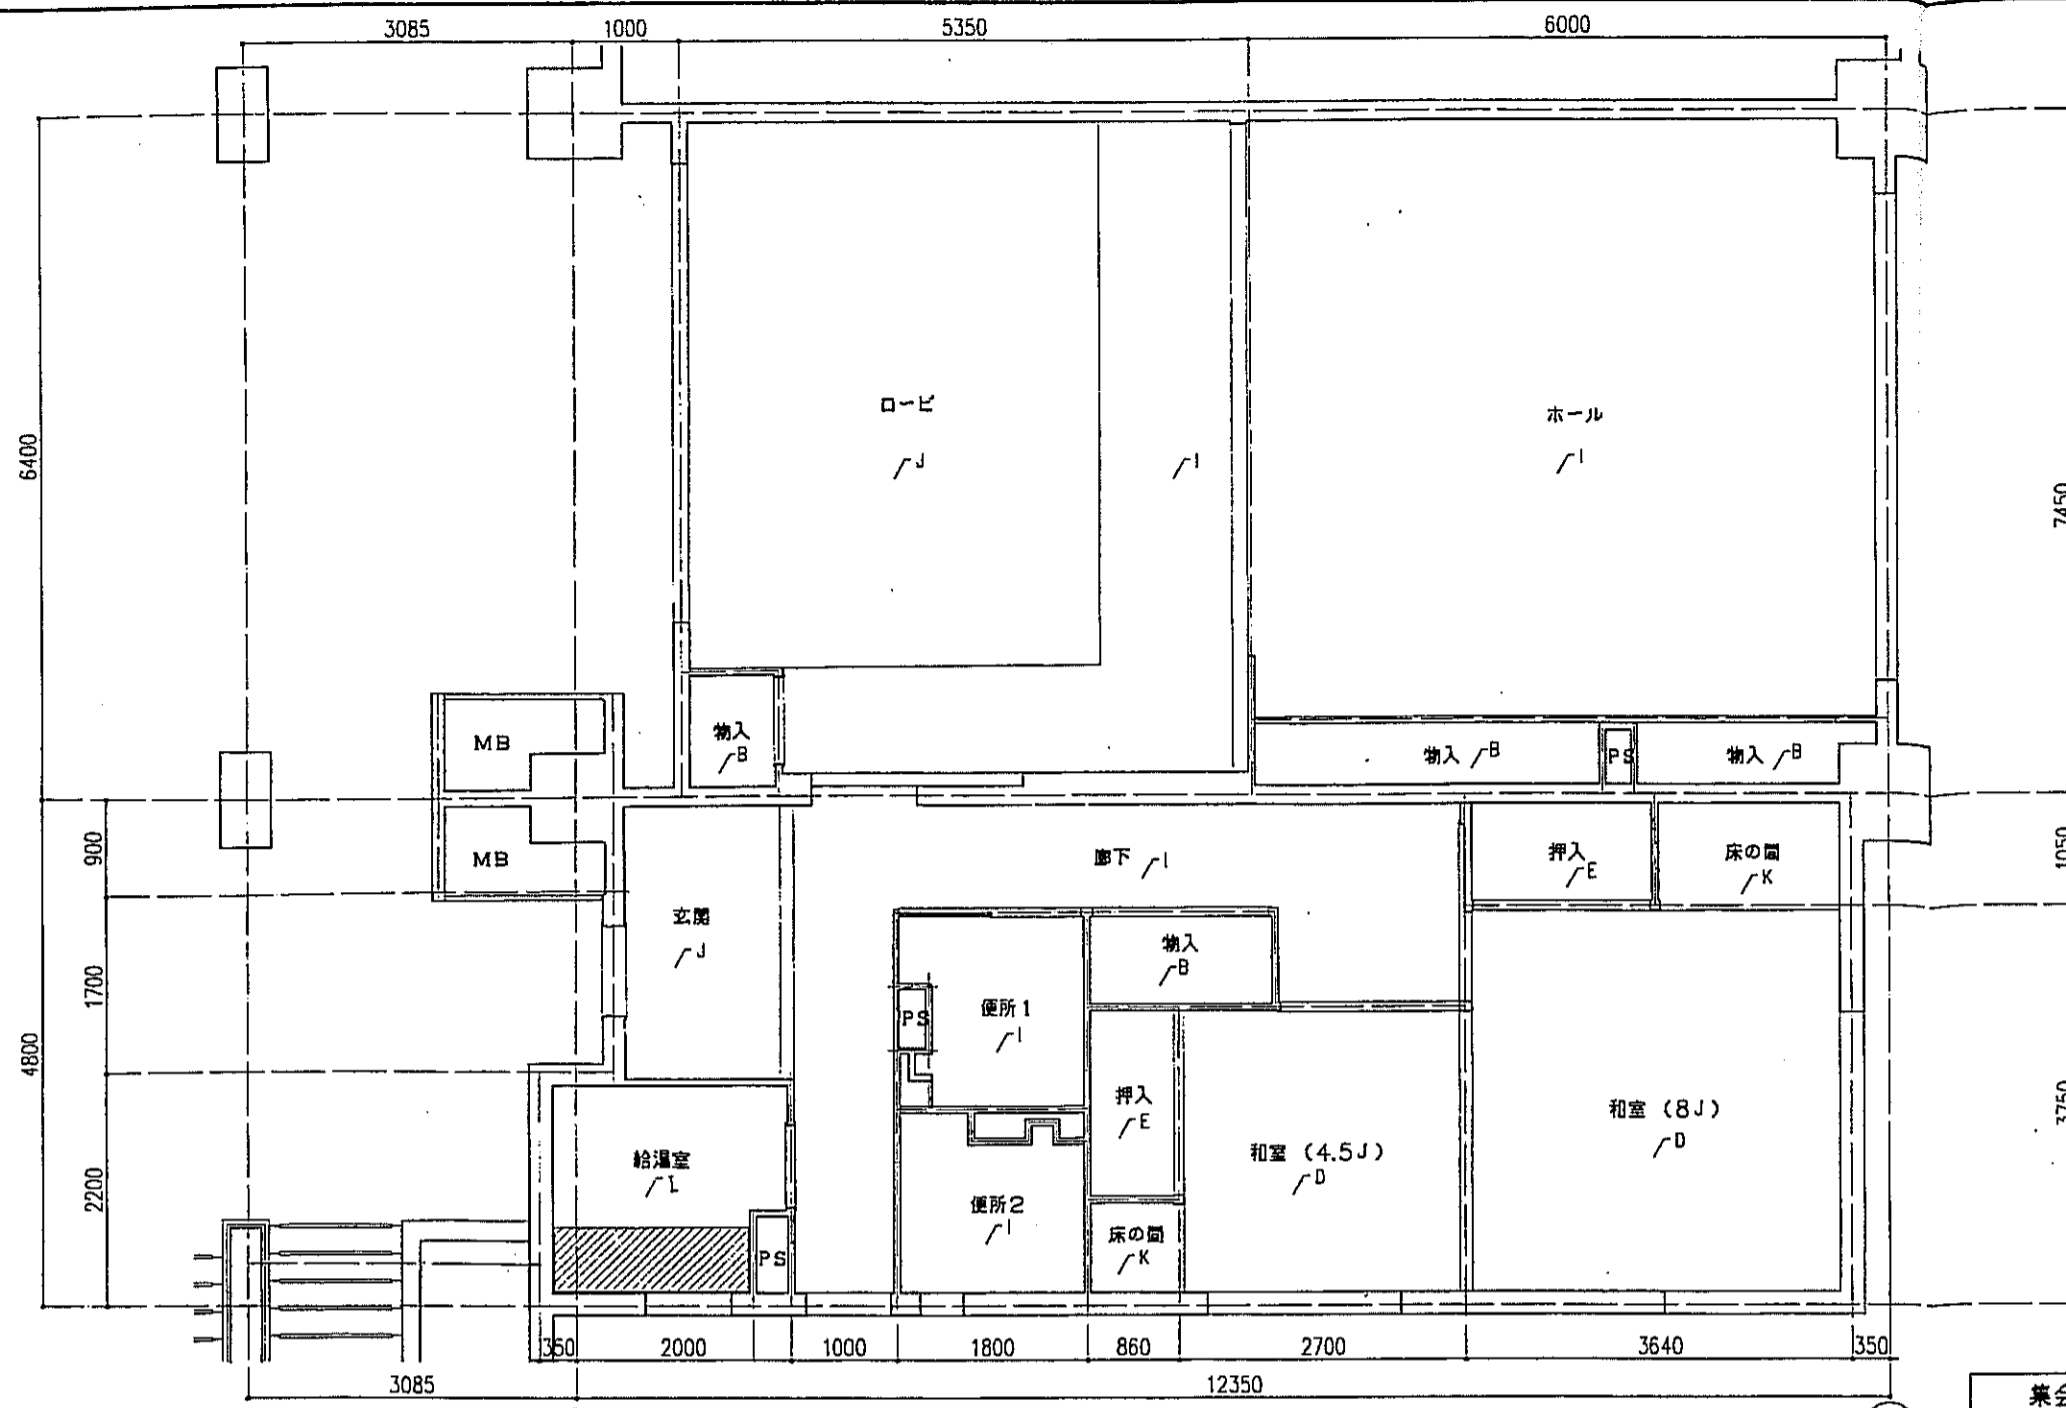 3085 1000 5350 6000
ロービ
J
I
ホール
I
6400
7450
MB
物入
B
物入 B
PS
物入 B
900
MB
廊下 I
押入
E
床の間
K
1050
玄関
J
物入
B
1700
PS
便所1
I
4800
押入
E
和室 (8J)
D
3750
給湯室
I
和室 (4.5J)
D
2200
便所2
I
床の間
K
PS
350 2000 1000 1800 860 2700 3640 350
3085 12350
集会